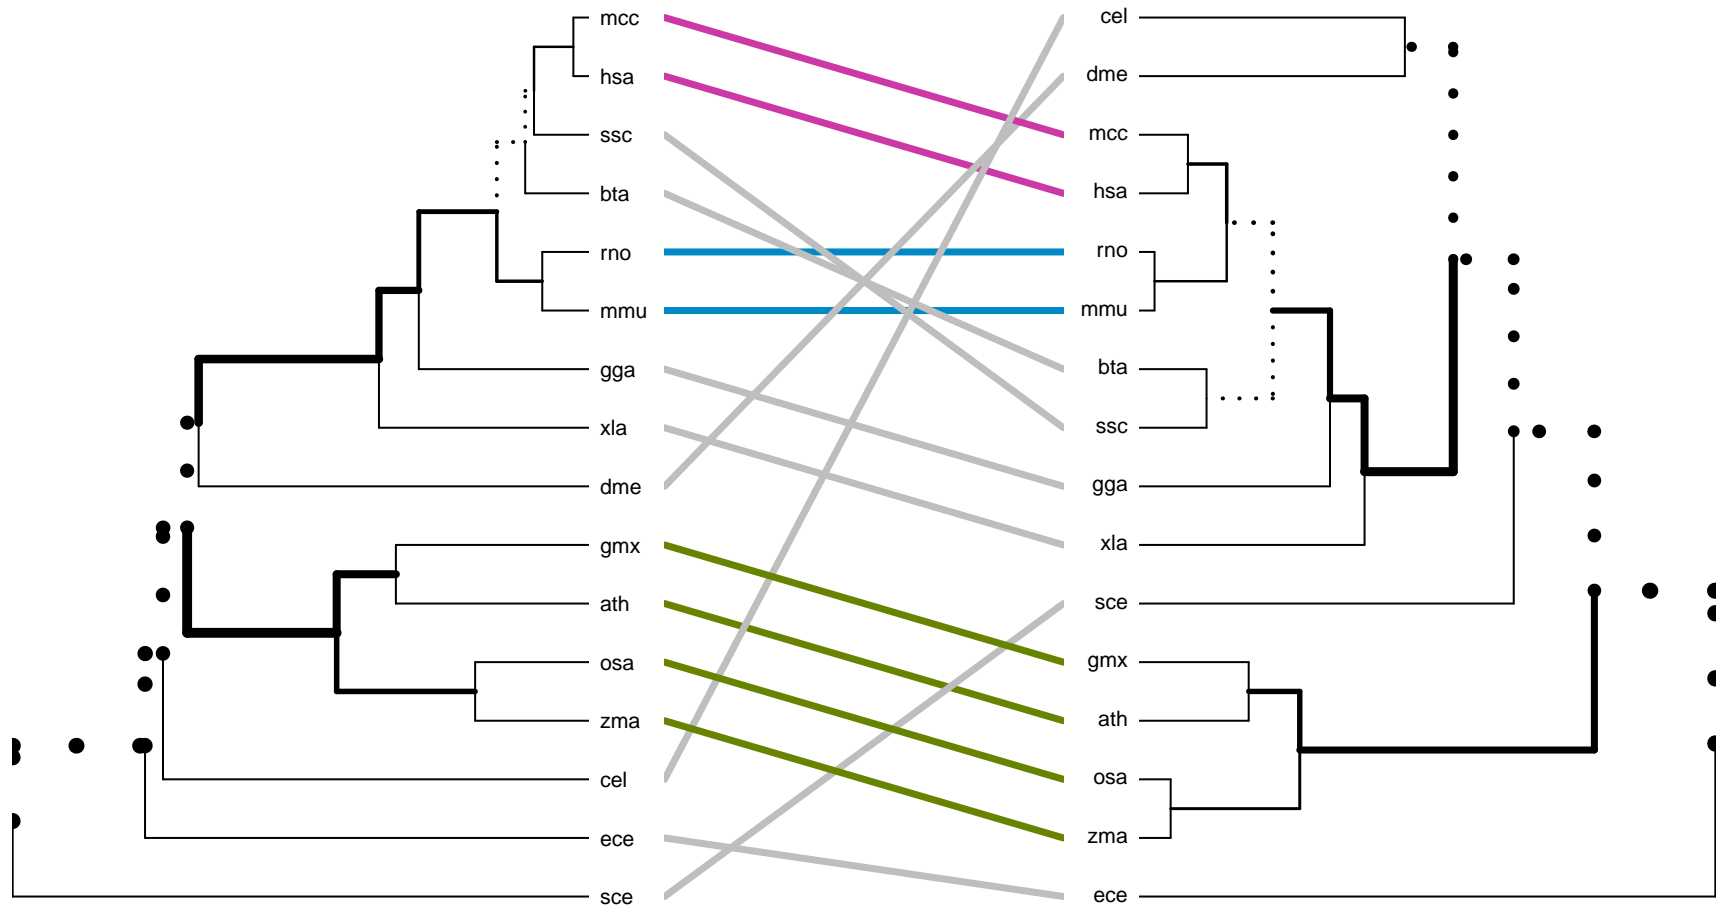 mcc
hsa
ssc
bta
rno
mmu
gga
xla
dme
gmx
ath
osa
zma
cel
ece
sce
cel
dme
mcc
hsa
rno
mmu
bta
ssc
gga
xla
sce
gmx
ath
osa
zma
ece